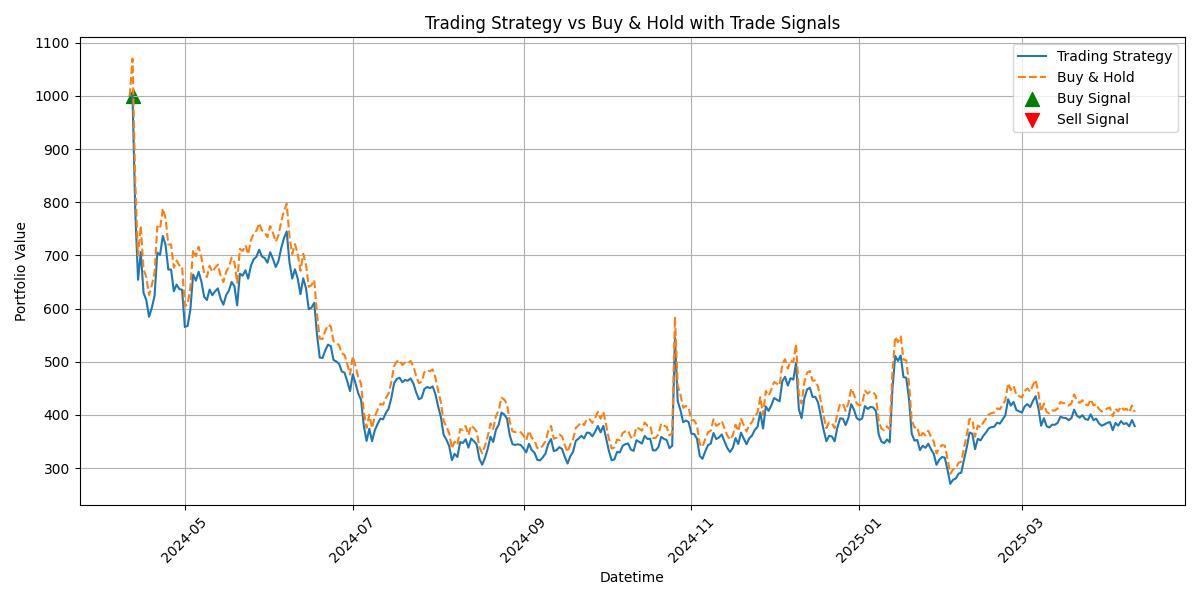 Trading Strategy vs Buy & Hold with Trade Signals
Portfolio Value
1100
1000
900
800
700
600
500
400
300
Trading Strategy
Buy & Hold
Buy Signal
Sell Signal
2024-05
2024-07
2024-09
2024-11
2025-01
2025-03
Datetime